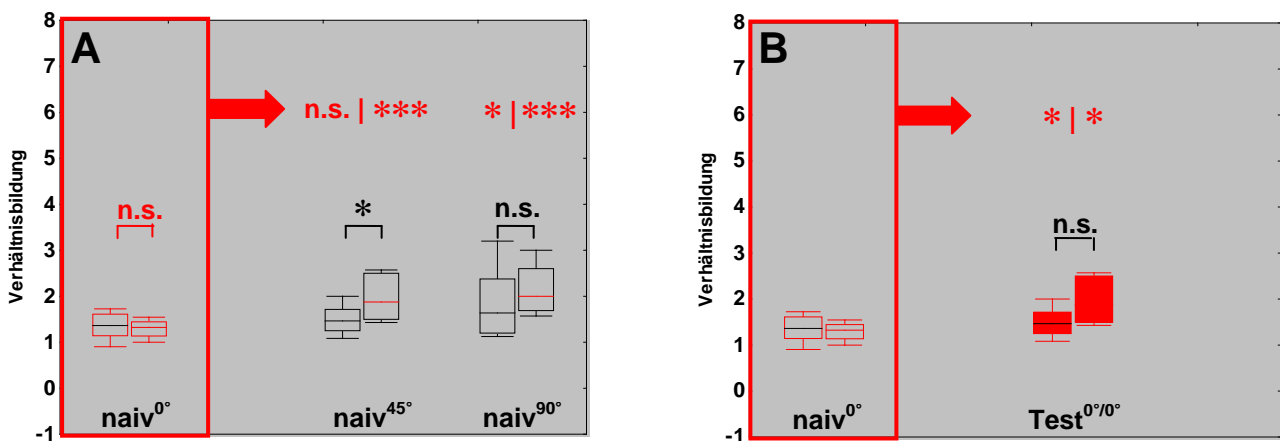 A
Verhältnisbildung
8
7
6
5
4
3
2
1
0
-1
n.s. | ***
* | ***
n.s.
*
n.s.
naiv0°
naiv45°
naiv90°
B
Verhältnisbildung
8
7
6
5
4
3
2
1
0
-1
* | *
n.s.
naiv0°
Test0°/0°